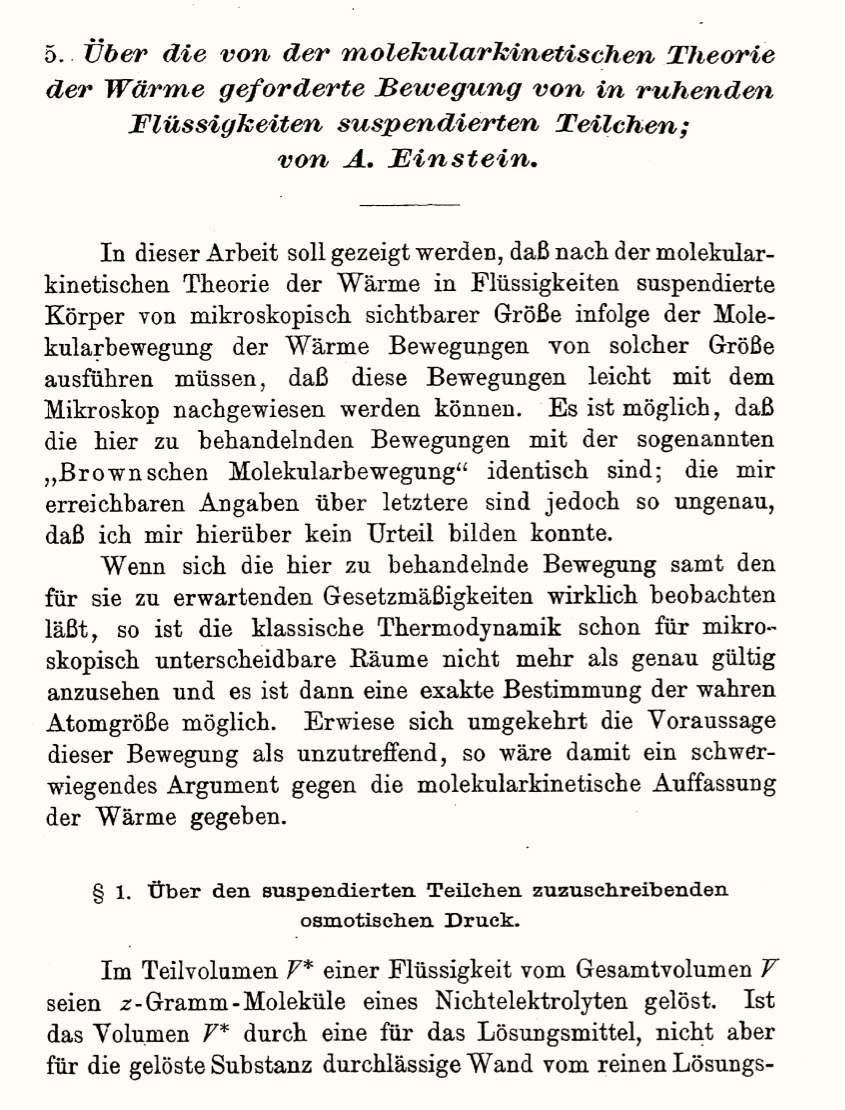 5. Über die von der molekularkinetischen Theorie
der Wärme geforderte Bewegung von in ruhenden
Flüssigkeiten suspendierten Teilchen;
von A. Einstein.
In dieser Arbeit soll gezeigt werden, daß nach der molekular-
kinetischen Theorie der Wärme in Flüssigkeiten suspendierte
Körper von mikroskopisch sichtbarer Größe infolge der Mole-
kularbewegung der Wärme Bewegungen von solcher Größe
ausführen müssen, daß diese Bewegungen leicht mit dem
Mikroskop nachgewiesen werden können. Es ist möglich, daß
die hier zu behandelnden Bewegungen mit der sogenannten
„Brownschen Molekularbewegung“ identisch sind; die mir
erreichbaren Angaben über letztere sind jedoch so ungenau,
daß ich mir hierüber kein Urteil bilden konnte.
Wenn sich die hier zu behandelnde Bewegung samt den
für sie zu erwartenden Gesetzmäßigkeiten wirklich beobachten
läßt, so ist die klassische Thermodynamik schon für mikro-
skopisch unterscheidbare Räume nicht mehr als genau gültig
anzusehen und es ist dann eine exakte Bestimmung der wahren
Atomgröße möglich. Erwiese sich umgekehrt die Voraussage
dieser Bewegung als unzutreffend, so wäre damit ein schwer-
wiegendes Argument gegen die molekularkinetische Auffassung
der Wärme gegeben.
§ 1. Über den suspendierten Teilchen zuzuschreibenden
osmotischen Druck.
Im Teilvolumen V* einer Flüssigkeit vom Gesamtvolumen V
seien z-Gramm-Moleküle eines Nichtelektrolyten gelöst. Ist
das Volumen V* durch eine für das Lösungsmittel, nicht aber
für die gelöste Substanz durchlässige Wand vom reinen Lösungs-